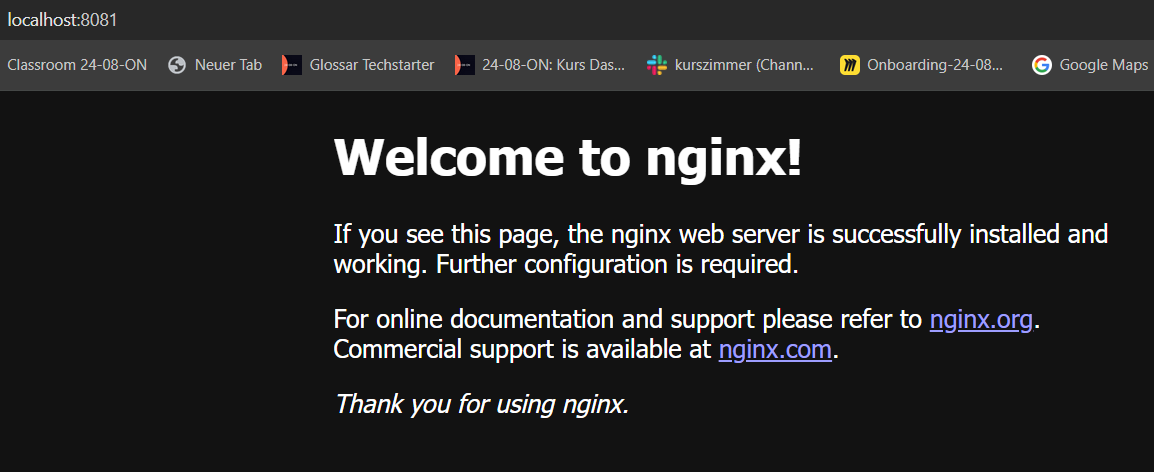 localhost:8081
Classroom 24-08-ON Neuer Tab Glossar Techstarter 24-08-ON: Kurs Das... kurszimmer (Chann... Onboarding-24-08... Google Maps
Welcome to nginx!
If you see this page, the nginx web server is successfully installed and
working. Further configuration is required.
For online documentation and support please refer to nginx.org.
Commercial support is available at nginx.com.
Thank you for using nginx.